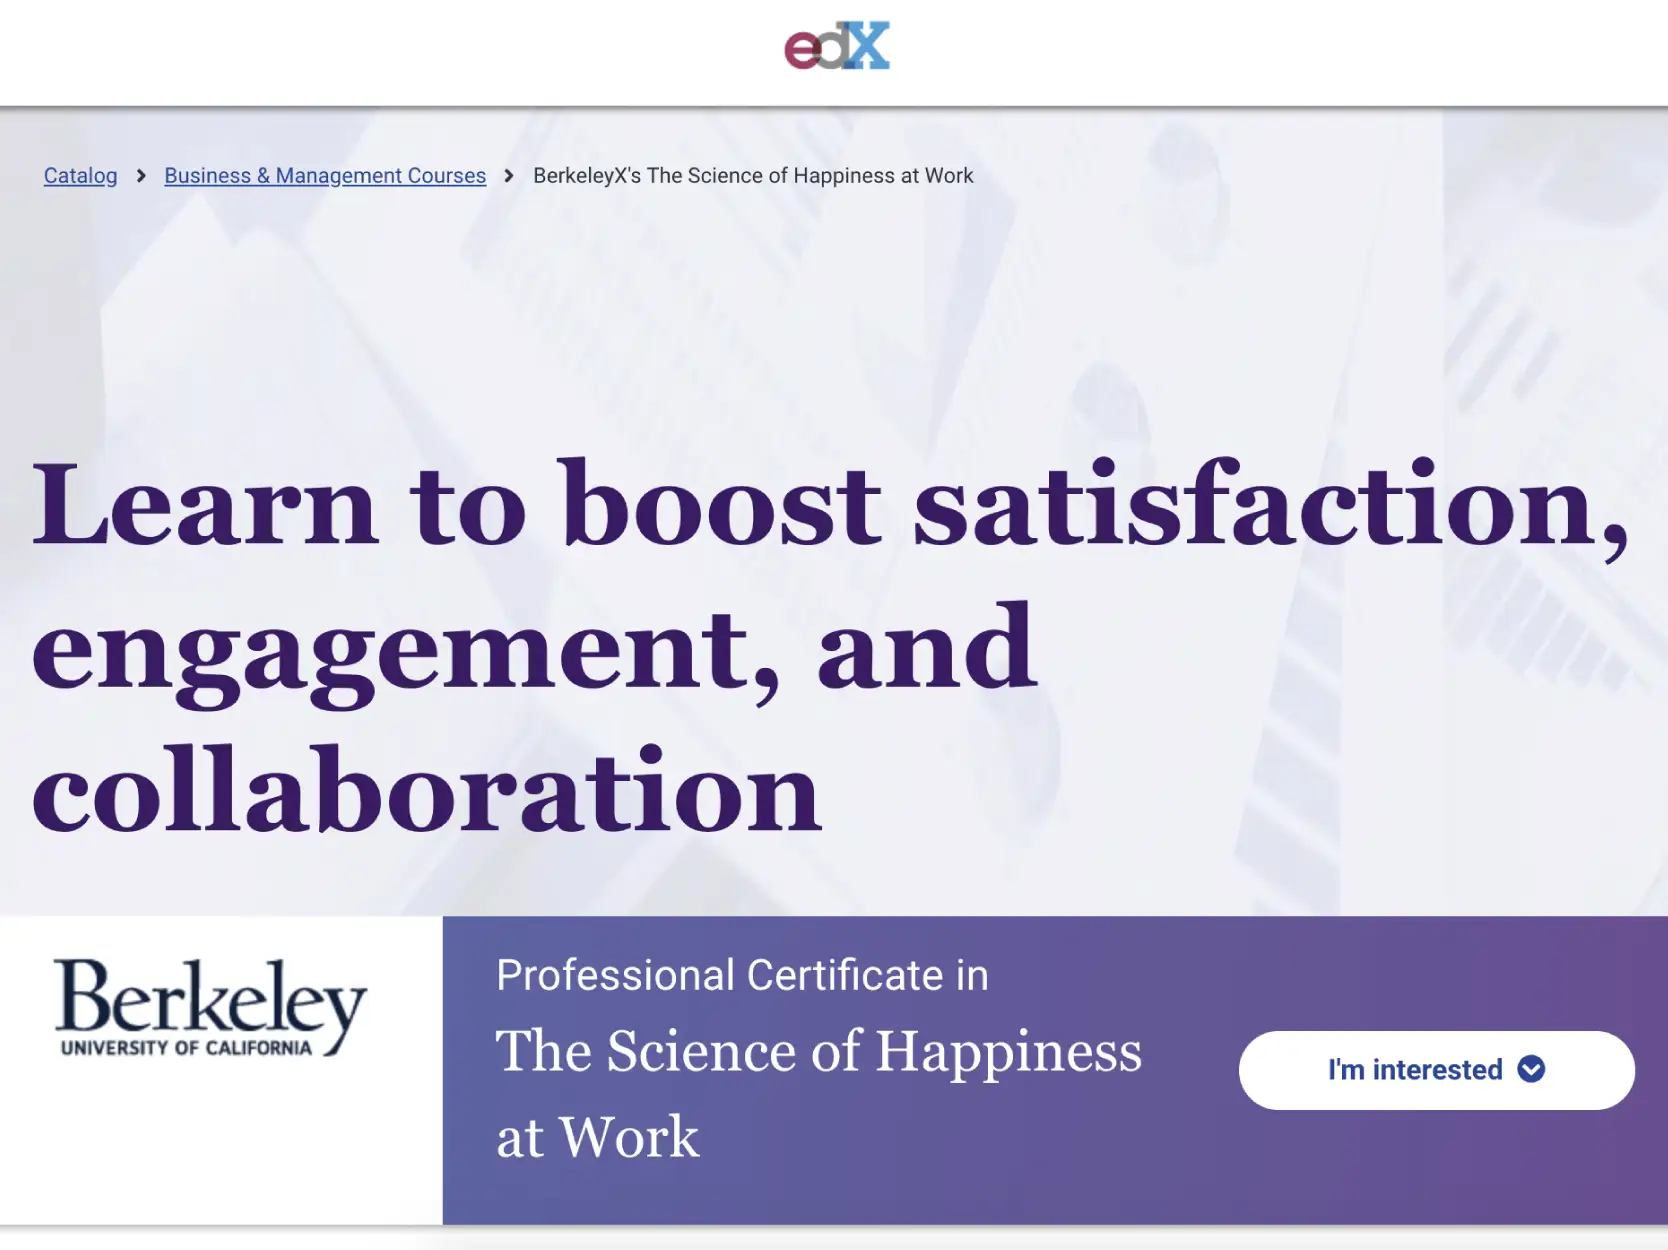 edX
Catalog > Business & Management Courses > BerkeleyX's The Science of Happiness at Work
Learn to boost satisfaction,
engagement, and
collaboration
Berkeley
UNIVERSITY OF CALIFORNIA
Professional Certificate in
The Science of Happiness
at Work
I'm interested